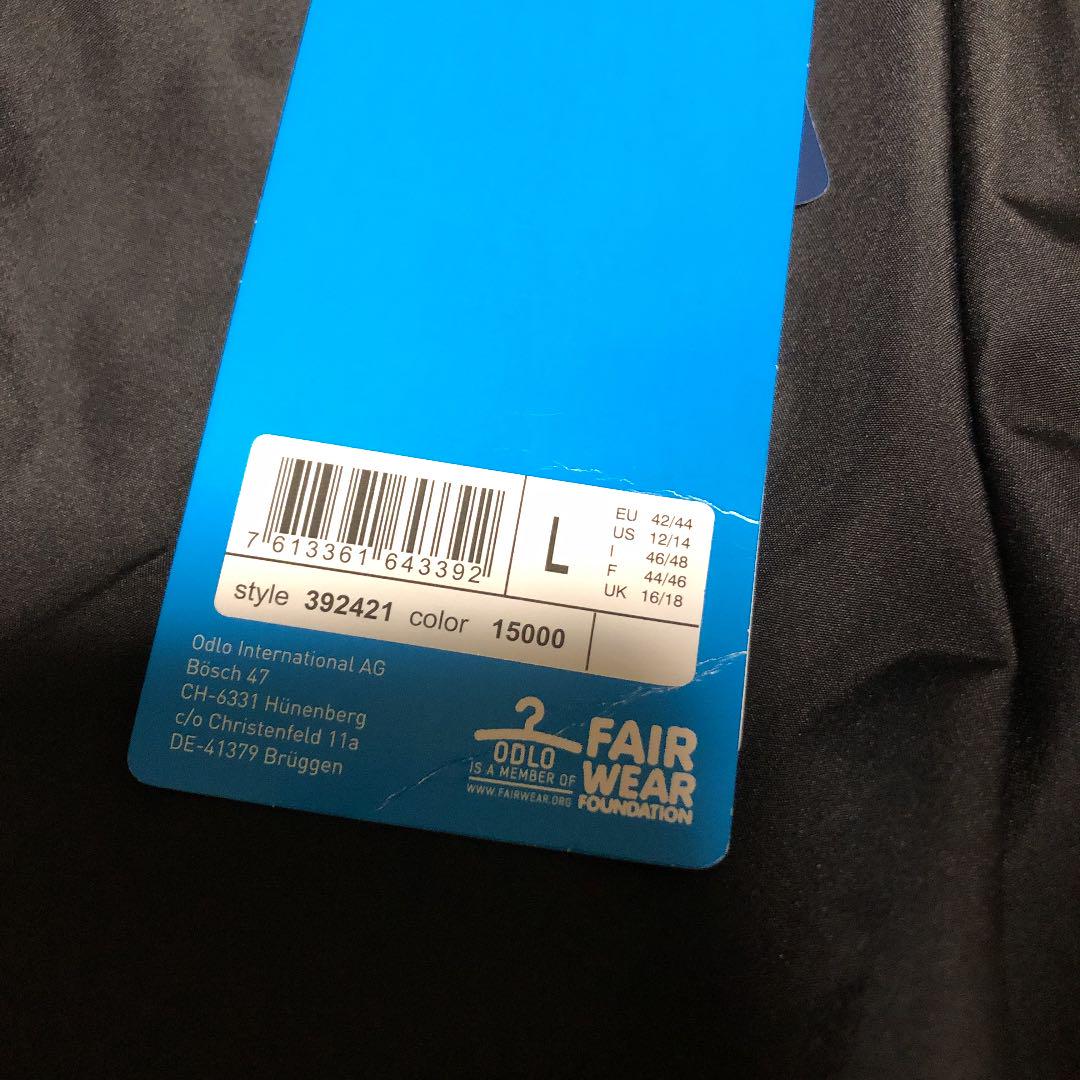 7 613361 643392
L
EU 42/44
US 12/14
I 46/48
F 44/46
UK 16/18
style 392421 color 15000
Odlo International AG
Bösch 47
CH-6331 Hünenberg
c/o Christenfeld 11a
DE-41379 Brüggen
ODLO
IS A MEMBER OF
WWW.FAIRWEAR.ORG
FAIR
WEAR
FOUNDATION